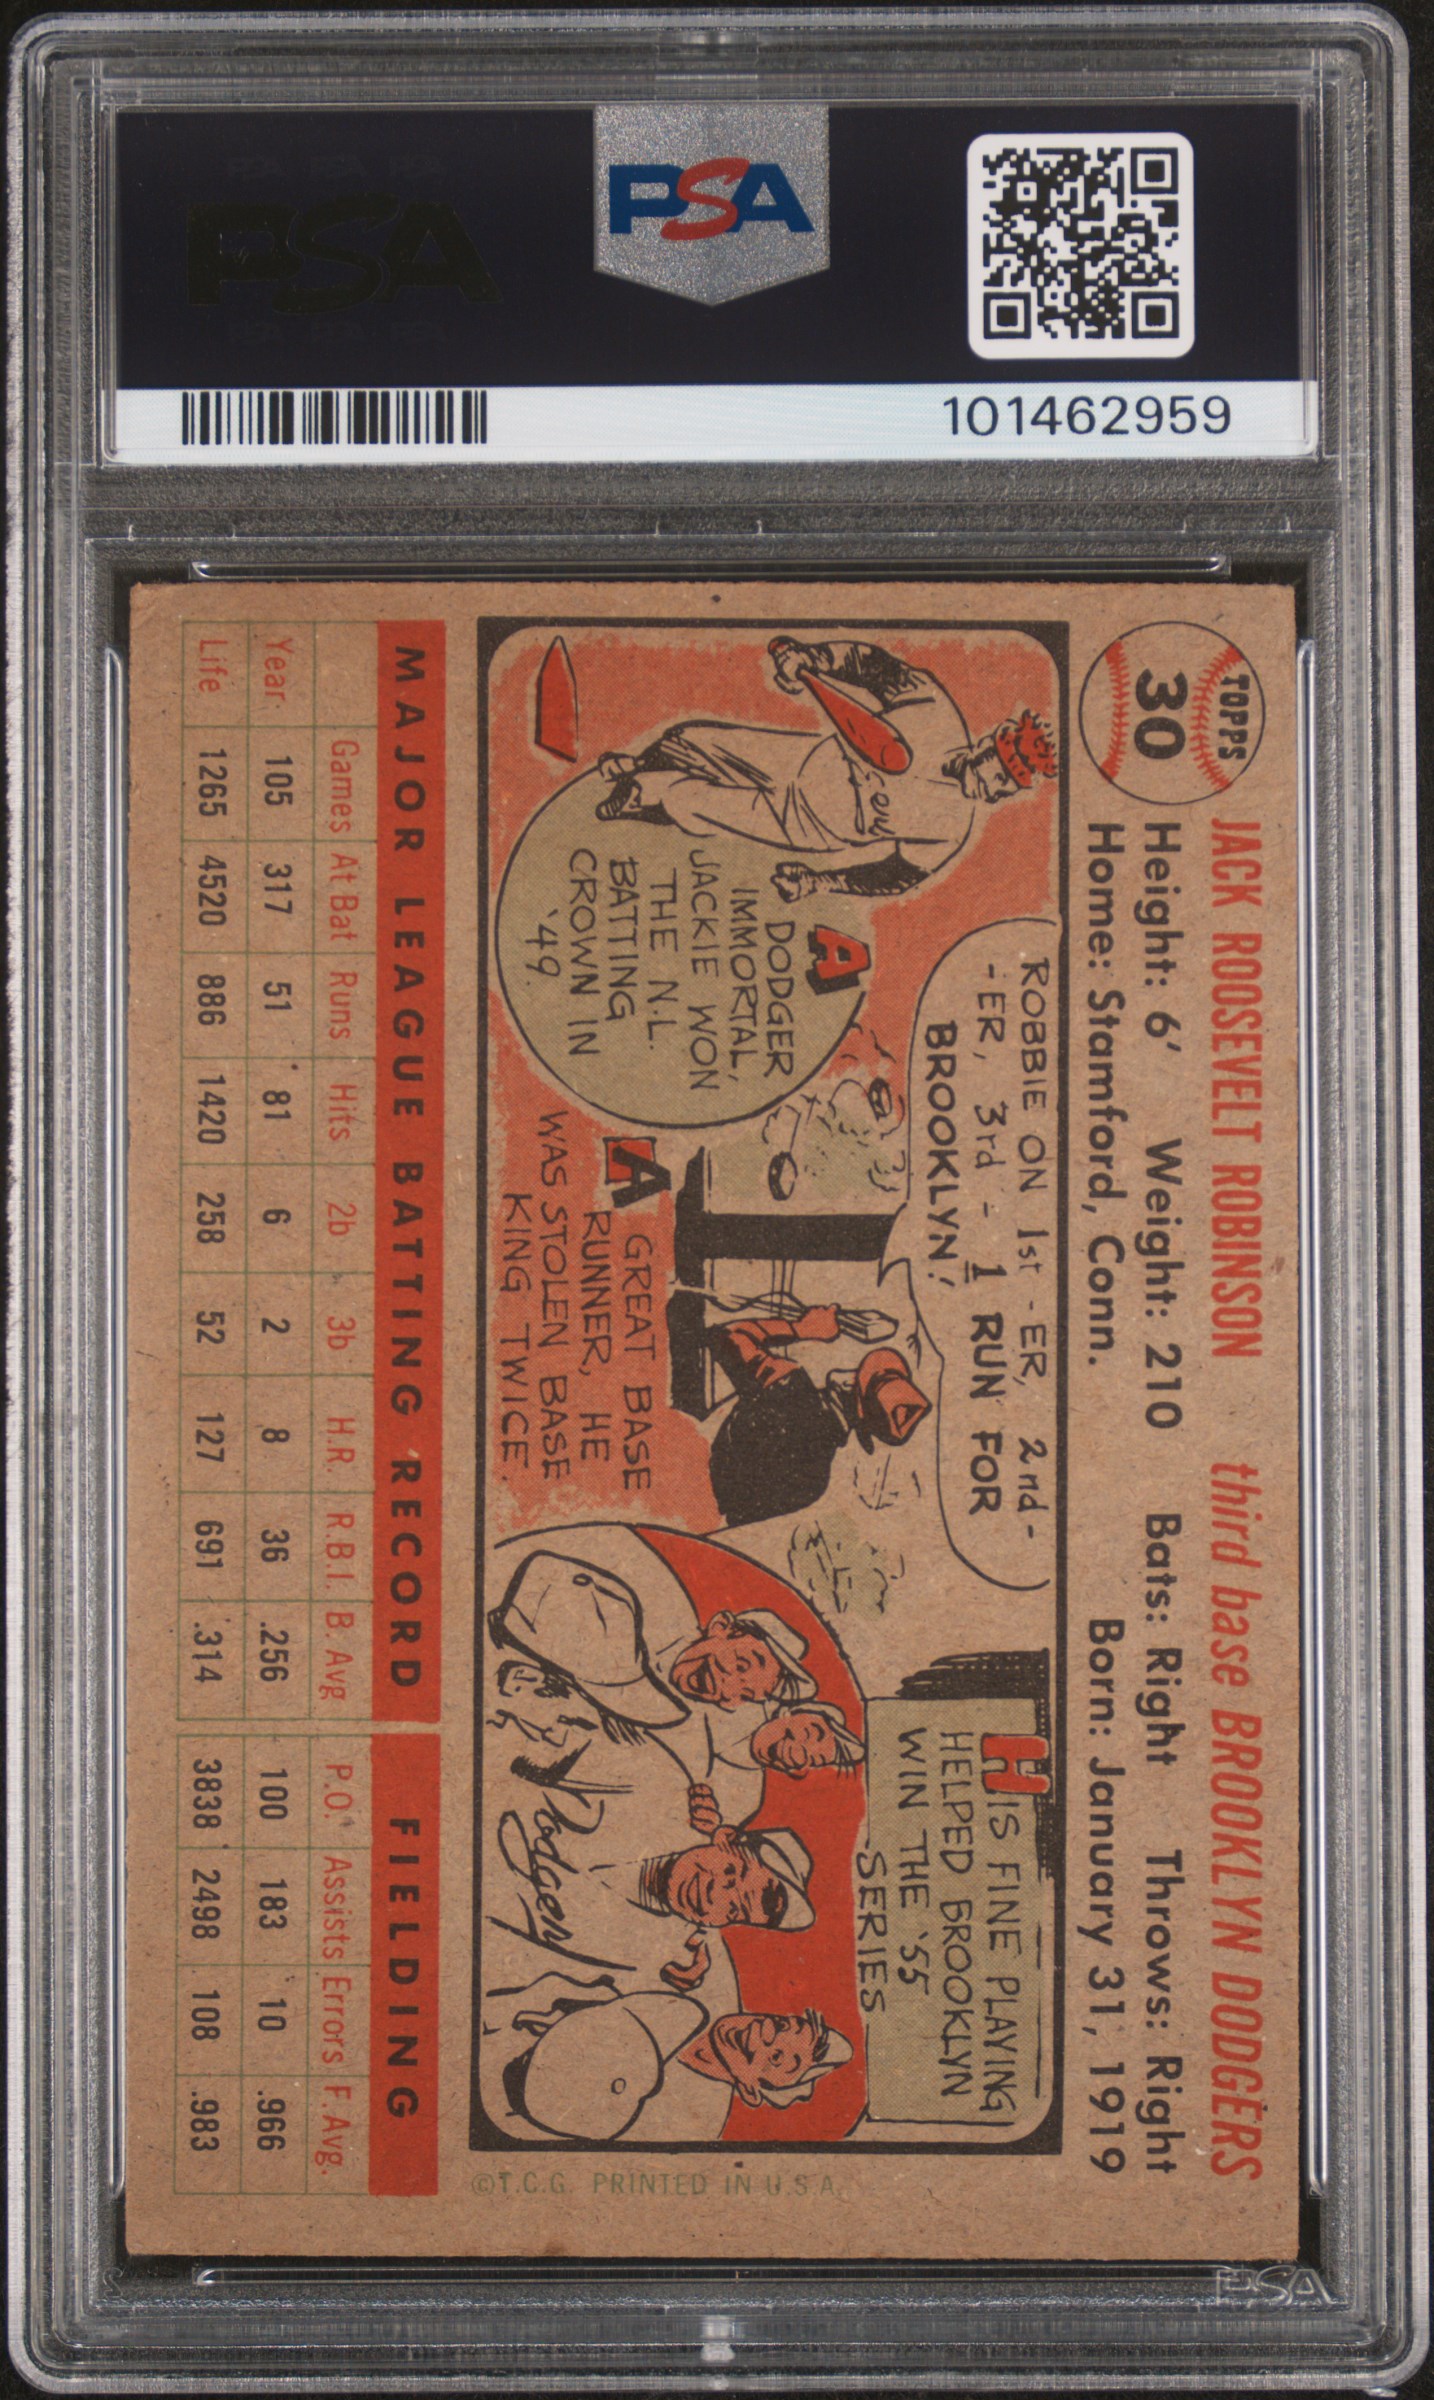 PSA
PSA
101462959
TOPPS
30
JACK ROOSEVELT ROBINSON third base BROOKLYN DODGERS
Height: 6' Weight: 210 Bats: Right Throws: Right
Home: Stamford, Conn. Born: January 31, 1919
A DODGER
IMMORTAL,
JACKIE WON
THE N.L.
BATTING
CROWN IN
'49.
ROBBIE ON 1st-ER, 2nd-
-ER, 3rd - 1 RUN FOR
BROOKLYN!
A GREAT BASE
RUNNER, HE
WAS STOLEN BASE
KING TWICE.
HIS FINE PLAYING
HELPED BROOKLYN
WIN THE '55
SERIES
Dodgers
MAJOR LEAGUE BATTING RECORD FIELDING
Games At Bat Runs Hits 2b 3b H.R. R.B.I. B. Avg P.O. Assists Errors F. Avg.
Year 105 317 51 81 6 2 8 36 .256 100 183 10 .966
Life 1265 4520 886 1420 258 52 127 691 .314 3838 2498 108 .983
©T.C.G. PRINTED IN U.S.A.
PSA